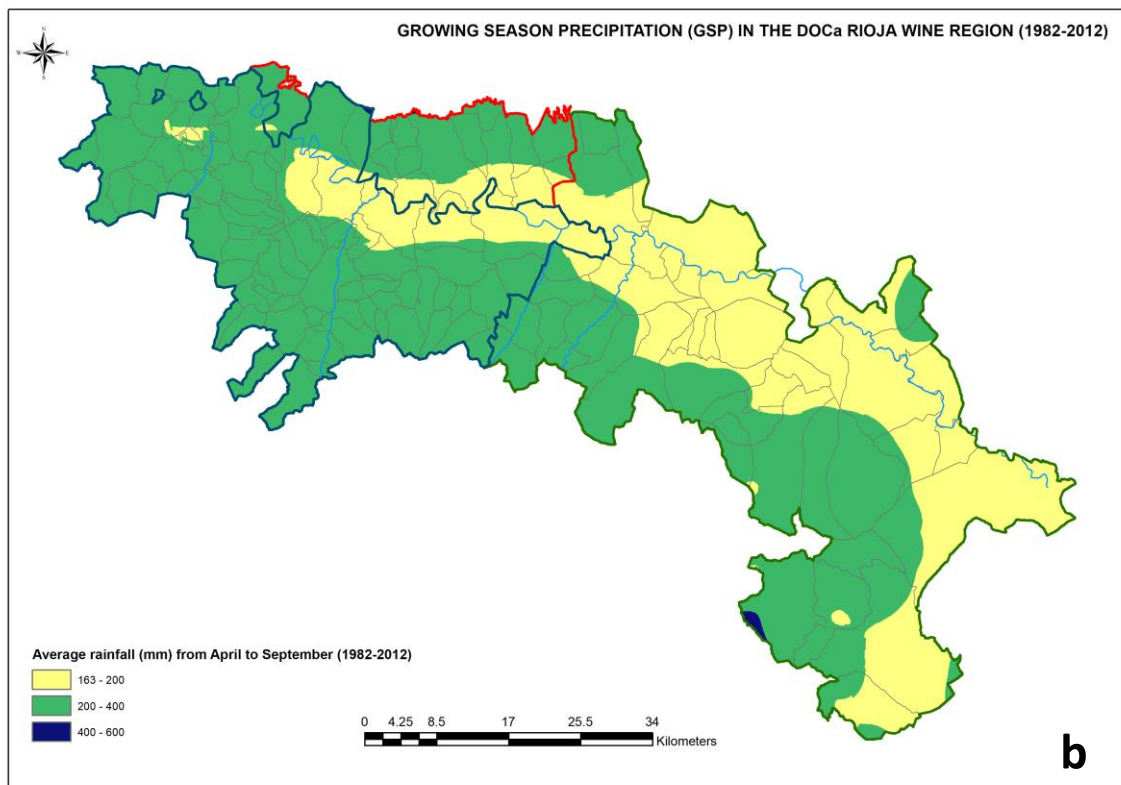 GROWING SEASON PRECIPITATION (GSP) IN THE DOCa RIOJA WINE REGION (1982-2012)
N
W E
S
Average rainfall (mm) from April to September (1982-2012)
163 - 200
200 - 400
400 - 600
0 4.25 8.5 17 25.5 34
Kilometers
b